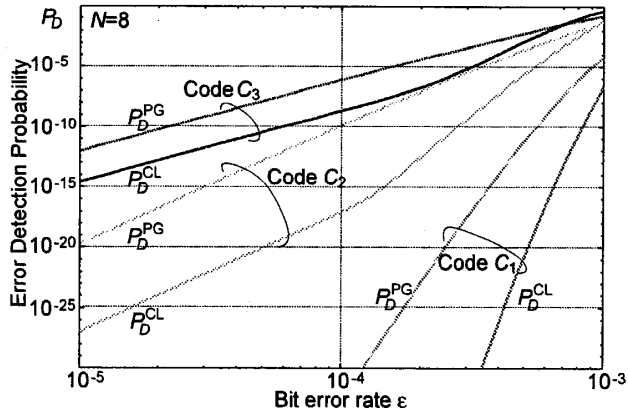 P_D N=8
10^-5
10^-10
10^-15
10^-20
10^-25
Error Detection Probability
Code C_3
P_D^PG
P_D^CL
Code C_2
P_D^PG
P_D^CL
Code C_1
P_D^PG
P_D^CL
10^-5 10^-4 10^-3
Bit error rate ε